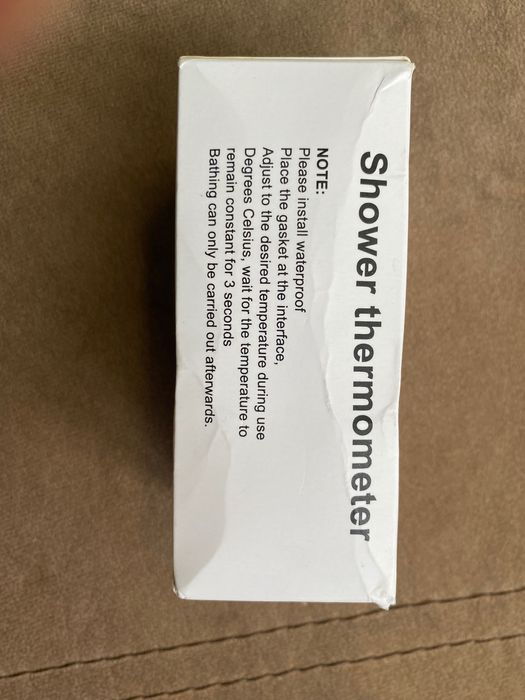 Shower thermometer
NOTE:
Please install waterproof
Place the gasket at the interface,
Adjust to the desired temperature during use
Degrees Celsius, wait for the temperature to
remain constant for 3 seconds
Bathing can only be carried out afterwards.